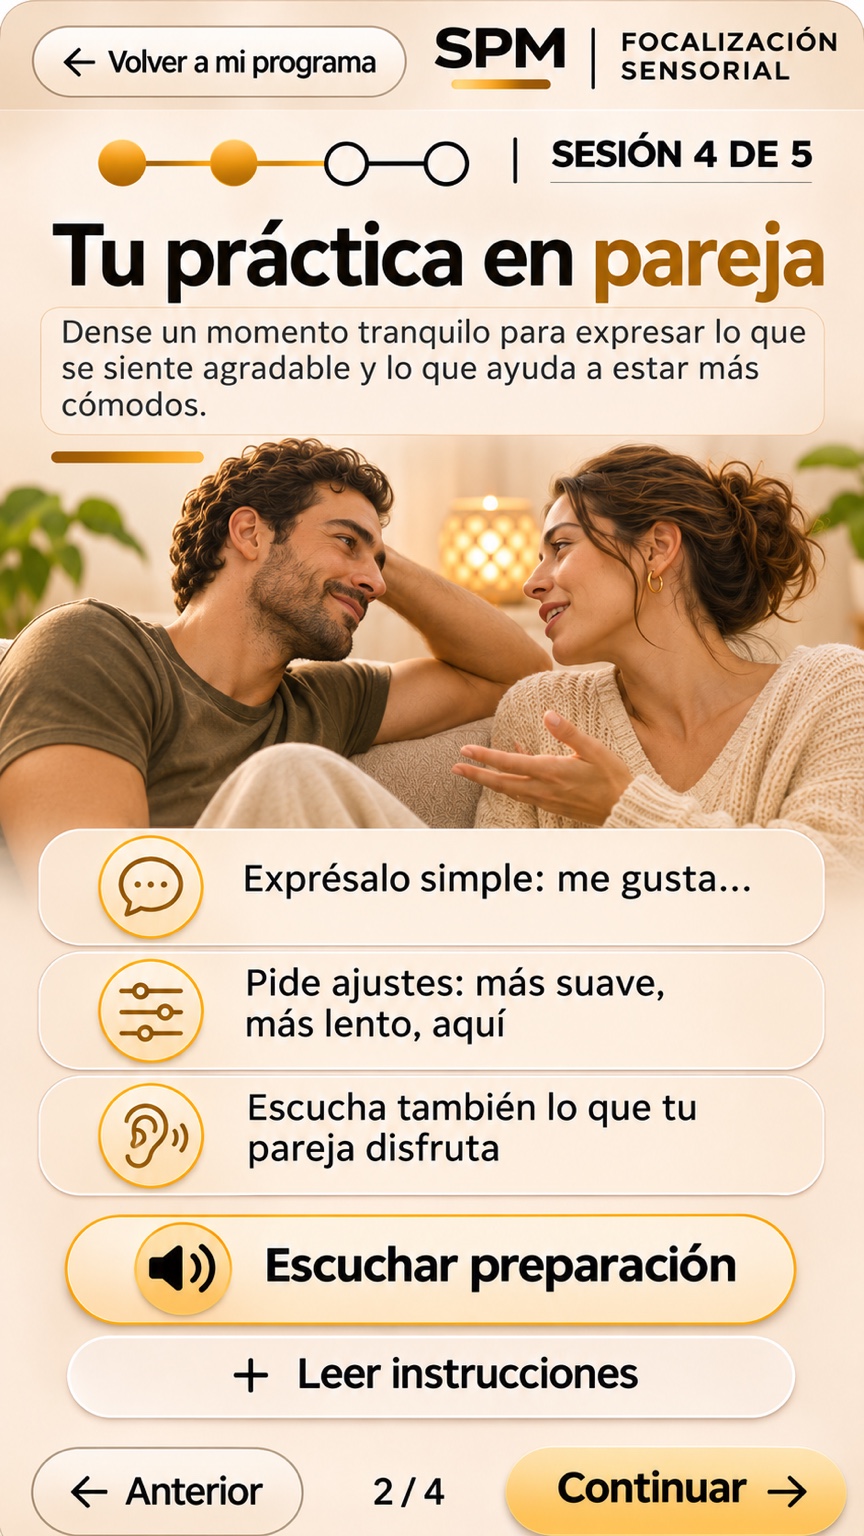 ← Volver a mi programa
SPM
FOCALIZACIÓN
SENSORIAL
SESIÓN 4 DE 5
Tu práctica en pareja
Dense un momento tranquilo para expresar lo que
se siente agradable y lo que ayuda a estar más
cómodos.
Exprésalo simple: me gusta...
Pide ajustes: más suave,
más lento, aquí
Escucha también lo que tu
pareja disfruta
Escuchar preparación
+ Leer instrucciones
← Anterior
2 / 4
Continuar →